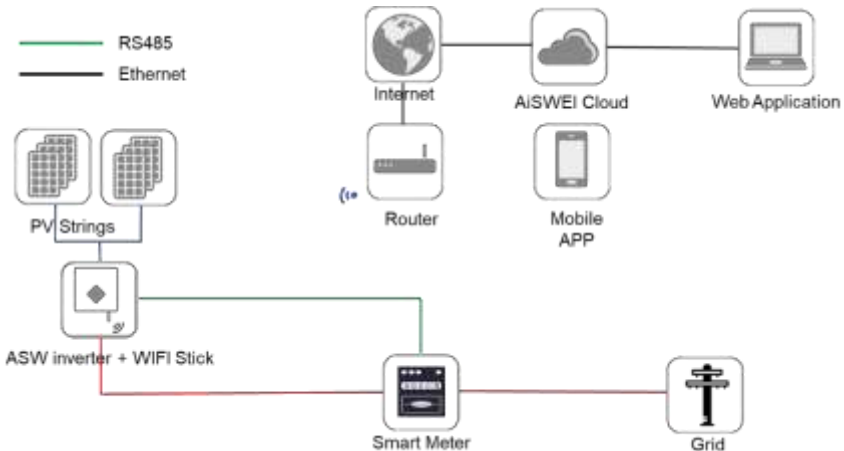 RS485
Ethernet
Internet
AiSWEI Cloud
Web Application
PV Strings
Router
Mobile
APP
ASW inverter + WIFI Stick
Smart Meter
Grid